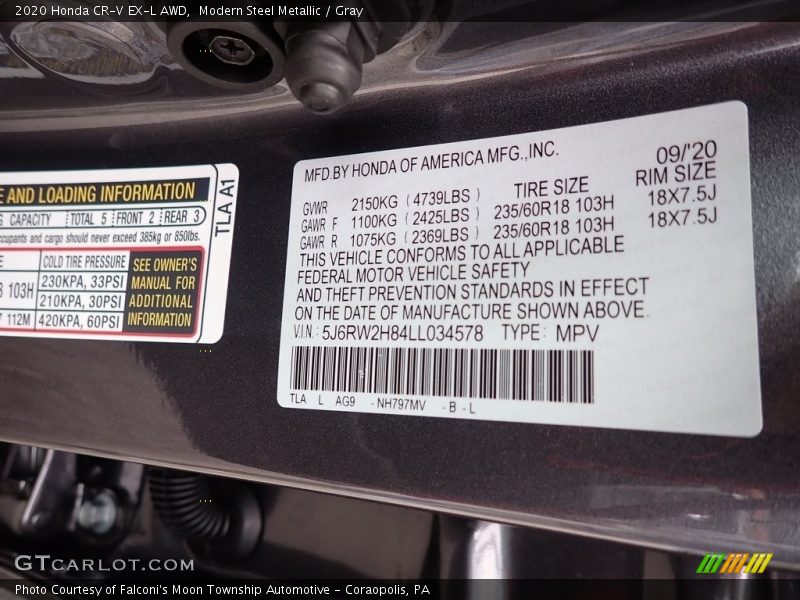 2020 Honda CR-V EX-L AWD,  Modern Steel Metallic / Gray
E AND LOADING INFORMATION
CAPACITY TOTAL 5 FRONT 2 REAR 3
ccupants and cargo should never exceed 385kg or 850lbs.
COLD TIRE PRESSURE
103H 230KPA, 33PSI
210KPA, 30PSI
112M 420KPA, 60PSI
SEE OWNER'S
MANUAL FOR
ADDITIONAL
INFORMATION
TLA A1
MFD.BY HONDA OF AMERICA MFG.,INC. 09/'20
TIRE SIZE RIM SIZE
GVWR 2150KG ( 4739LBS )
GAWR F 1100KG ( 2425LBS ) 235/60R18 103H 18X7.5J
GAWR R 1075KG ( 2369LBS ) 235/60R18 103H 18X7.5J
THIS VEHICLE CONFORMS TO ALL APPLICABLE
FEDERAL MOTOR VEHICLE SAFETY
AND THEFT PREVENTION STANDARDS IN EFFECT
ON THE DATE OF MANUFACTURE SHOWN ABOVE.
V.I.N.: 5J6RW2H84LL034578 TYPE: MPV
TLA L AG9 - NH797MV - B - L
GTCARLOT.COM
Photo Courtesy of Falconi's Moon Township Automotive - Coraopolis, PA